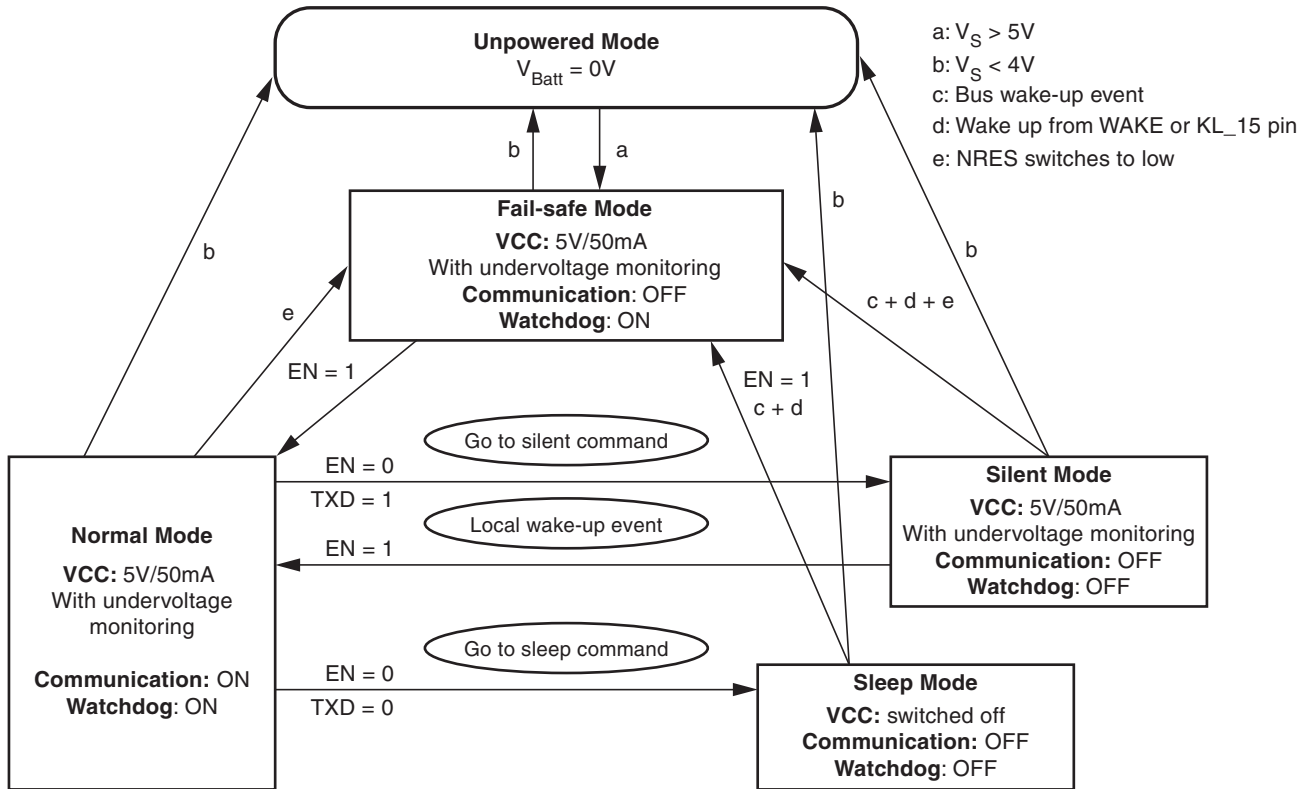 Unpowered Mode
V_Batt = 0V
a: V_S > 5V
b: V_S < 4V
c: Bus wake-up event
d: Wake up from WAKE or KL_15 pin
e: NRES switches to low
b
a
b
b
b
Fail-safe Mode
VCC: 5V/50mA
With undervoltage monitoring
Communication: OFF
Watchdog: ON
e
c + d + e
EN = 1
EN = 1
c + d
Go to silent command
EN = 0
TXD = 1
Local wake-up event
EN = 1
Normal Mode
VCC: 5V/50mA
With undervoltage
monitoring
Communication: ON
Watchdog: ON
Silent Mode
VCC: 5V/50mA
With undervoltage monitoring
Communication: OFF
Watchdog: OFF
Go to sleep command
EN = 0
TXD = 0
Sleep Mode
VCC: switched off
Communication: OFF
Watchdog: OFF